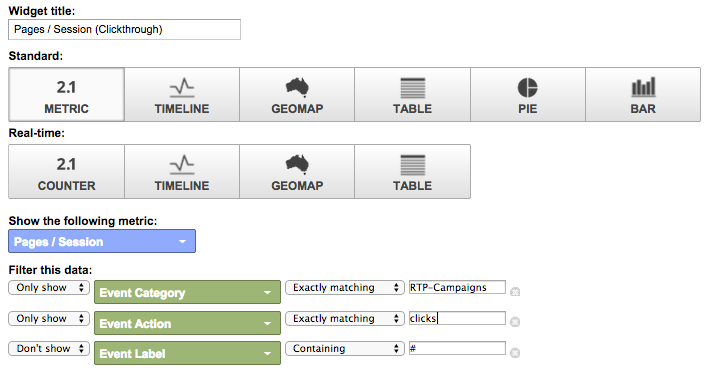 Widget title:
Pages / Session (Clickthrough)
Standard:
2.1
METRIC TIMELINE GEOMAP TABLE PIE BAR
Real-time:
2.1
COUNTER TIMELINE GEOMAP TABLE
Show the following metric:
Pages / Session
Filter this data:
Only show Event Category Exactly matching RTP-Campaigns
Only show Event Action Exactly matching clicks
Don't show Event Label Containing #